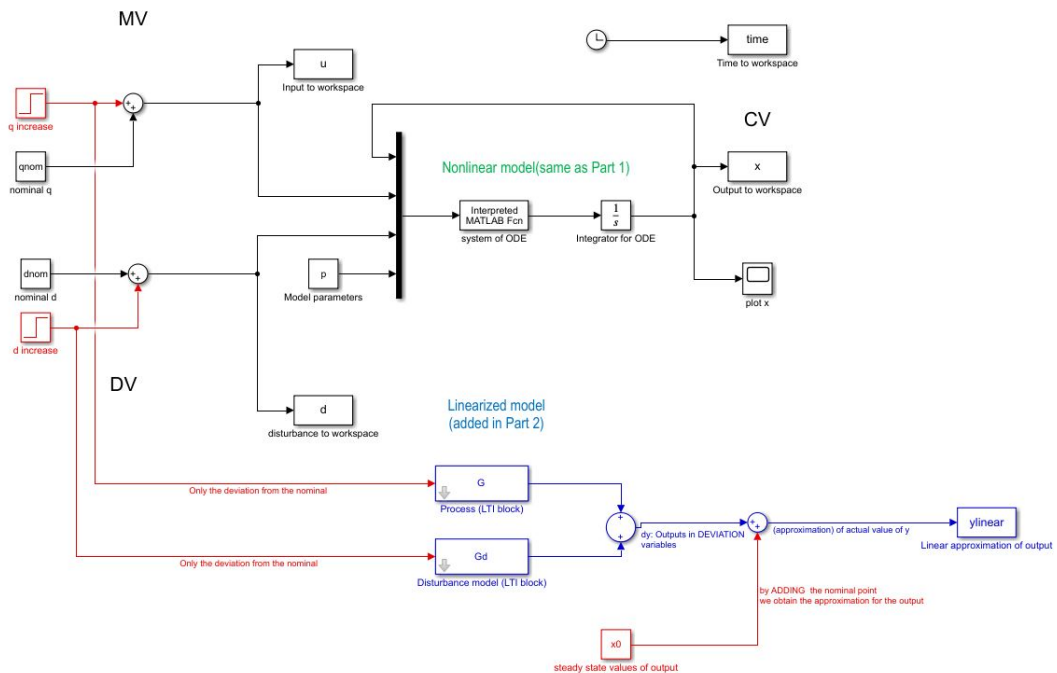 MV
time
Time to workspace
u
Input to workspace
+
+
q increase
CV
qnom
nominal q
Nonlinear model(same as Part 1)
x
Output to workspace
Interpreted
MATLAB Fcn
system of ODE
1
s
Integrator for ODE
dnom
nominal d
+
+
p
Model parameters
plot x
d increase
DV
d
disturbance to workspace
Linearized model
(added in Part 2)
G
Process (LTI block)
Only the deviation from the nominal
+
+
dy: Outputs in DEVIATION
variables
+
+
(approximation) of actual value of y
ylinear
Linear approximation of output
Gd
Disturbance model (LTI block)
Only the deviation from the nominal
by ADDING the nominal point
we obtain the approximation for the output
x0
steady state values of output